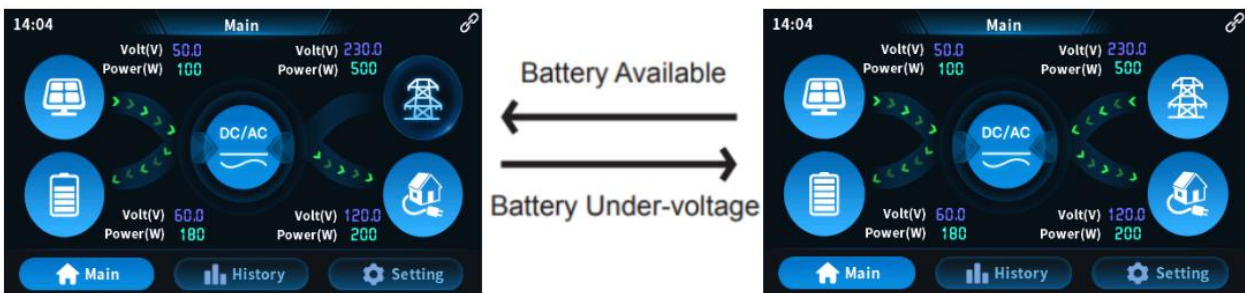 14:04 Main
Volt(V) 50.0 Volt(V) 230.0
Power(W) 100 Power(W) 500
DC/AC
Volt(V) 60.0 Volt(V) 120.0
Power(W) 180 Power(W) 200
Main History Setting
Battery Available
Battery Under-voltage
14:04 Main
Volt(V) 50.0 Volt(V) 230.0
Power(W) 100 Power(W) 500
DC/AC
Volt(V) 60.0 Volt(V) 120.0
Power(W) 180 Power(W) 200
Main History Setting